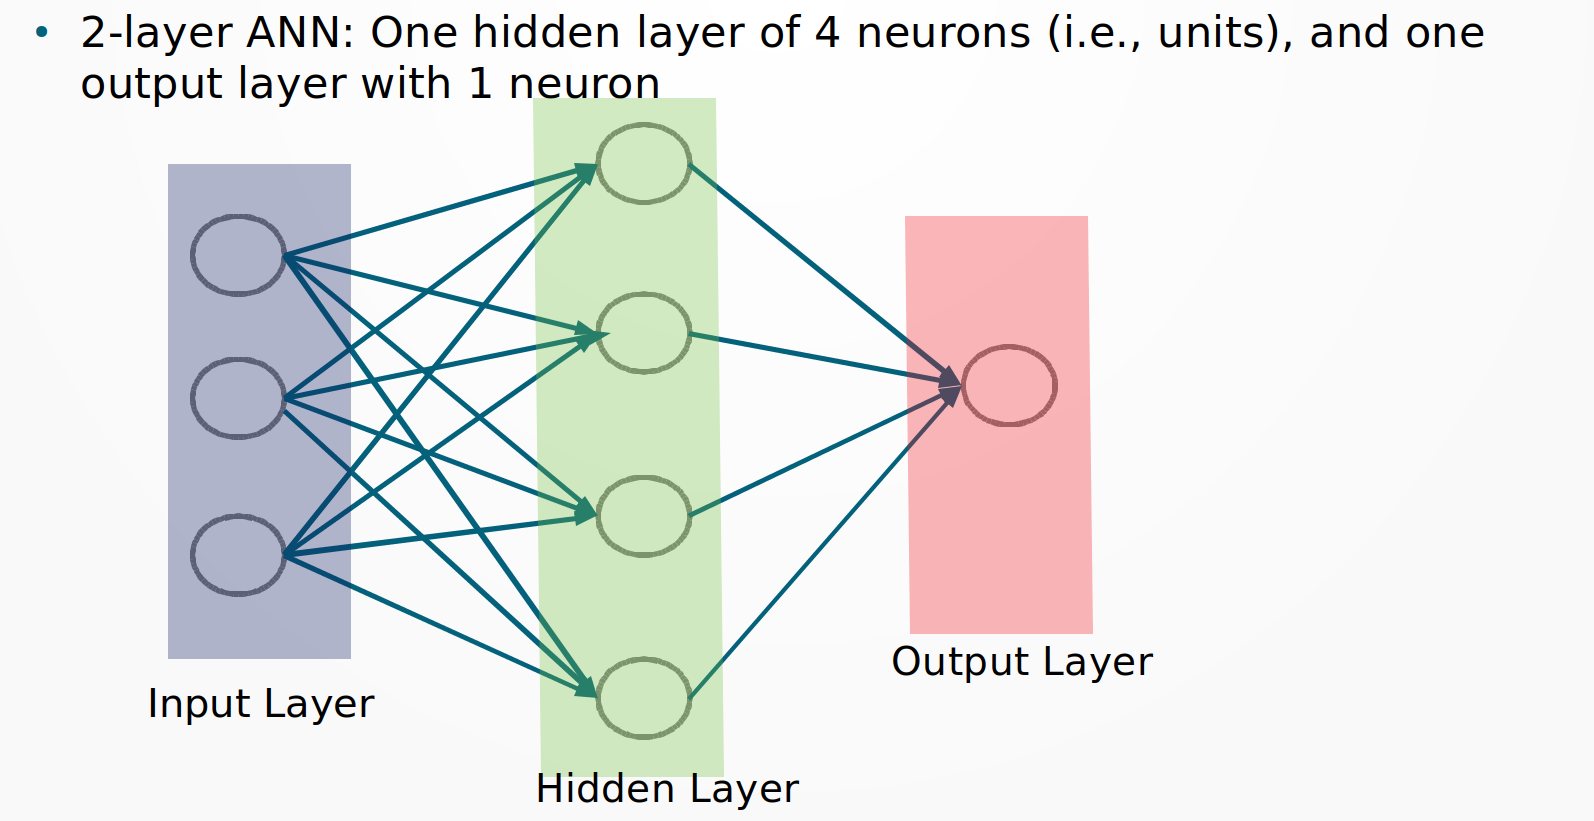 • 2-layer ANN: One hidden layer of 4 neurons (i.e., units), and one
output layer with 1 neuron
Input Layer
Hidden Layer
Output Layer